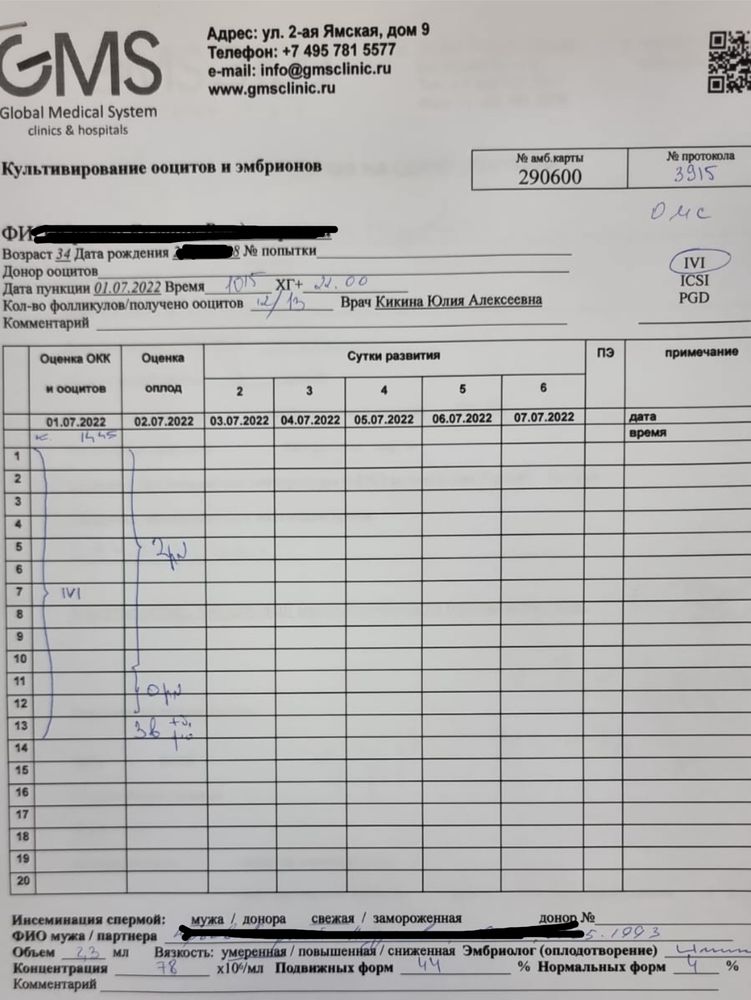 GMS
Global Medical System
clinics & hospitals
Адрес: ул. 2-ая Ямская, дом 9
Телефон: +7 495 781 5577
e-mail: info@gmsclinic.ru
www.gmsclinic.ru
Культивирование ооцитов и эмбрионов
№ амб.карты
290600
№ протокола
3915
ОМС
ФИ
Возраст 34 Дата рождения 8 № попытки
Донор ооцитов
Дата пункции 01.07.2022 Время 1015 ХГ+ 22.00
Кол-во фолликулов/получено ооцитов 12/13 Врач Кикина Юлия Алексеевна
Комментарий
IVI
ICSI
PGD
Оценка ОКК и ооцитов
Оценка оплод
Сутки развития
ПЭ
примечание
2 3 4 5 6
01.07.2022 02.07.2022 03.07.2022 04.07.2022 05.07.2022 06.07.2022 07.07.2022 дата
к. 1445 время
1
2
3
4
5 2pn
6
7 IVI
8
9
10
11 0pn
12
13
14
15
16
17
18
19
20
Инсеминация спермой: мужа / донора свежая / замороженная донор №
ФИО мужа / партнера 5.1993
Объем 2,3 мл Вязкость: умеренная / повышенная / сниженная Эмбриолог (оплодотворение)
Концентрация 78 x10⁶/мл Подвижных форм 44 % Нормальных форм 4 %
Комментарий